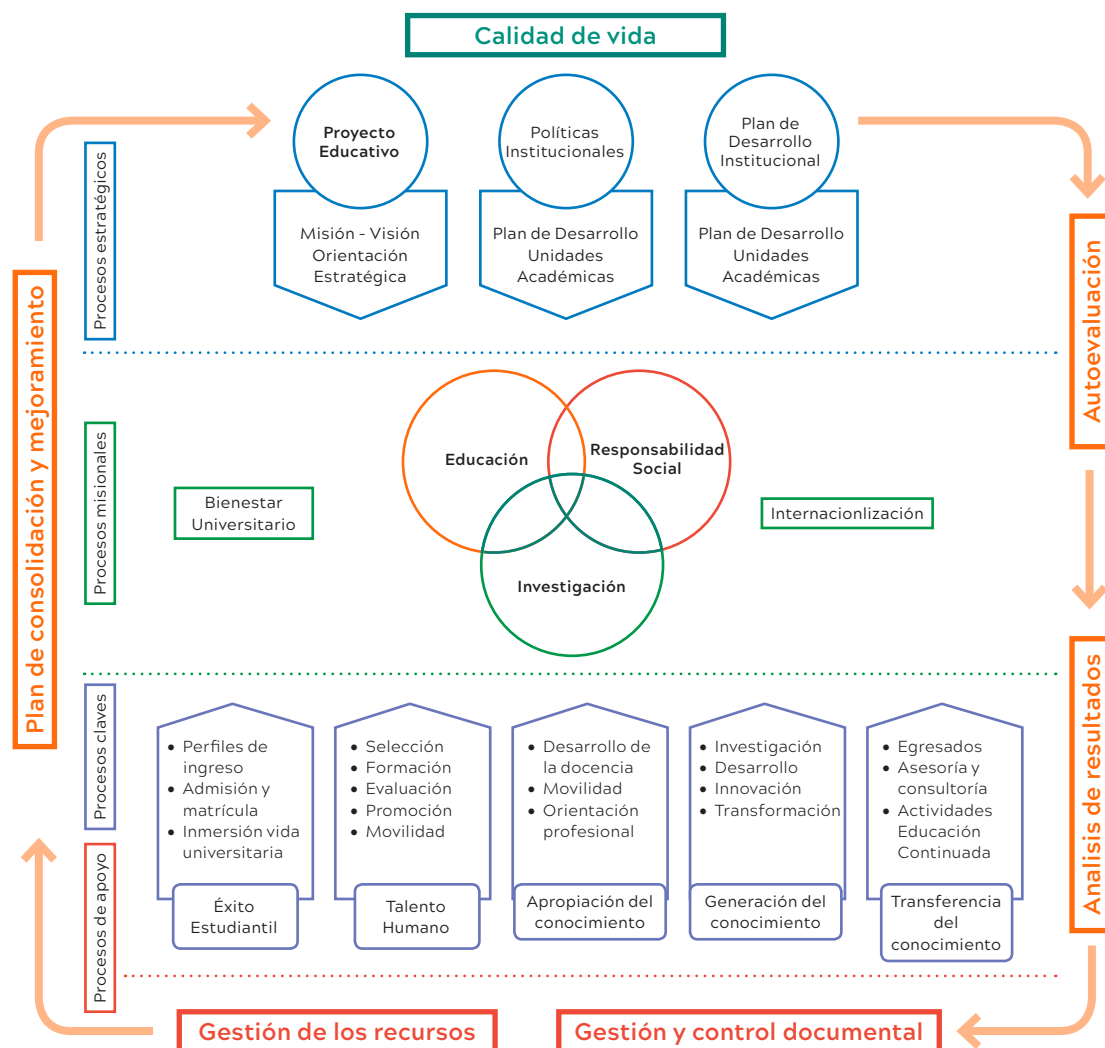 Calidad de vida
Procesos estratégicos
Proyecto
Educativo
Políticas
Institucionales
Plan de
Desarrollo
Institucional
Misión - Visión
Orientación
Estratégica
Plan de Desarrollo
Unidades
Académicas
Plan de Desarrollo
Unidades
Académicas
Plan de consolidación y mejoramiento
Autoevaluación
Procesos misionales
Educación
Responsabilidad
Social
Investigación
Bienestar
Universitario
Internacionlización
Procesos claves
• Perfiles de
ingreso
• Admisión y
matrícula
• Inmersión vida
universitaria
• Selección
• Formación
• Evaluación
• Promoción
• Movilidad
• Desarrollo de
la docencia
• Movilidad
• Orientación
profesional
• Investigación
• Desarrollo
• Innovación
• Transformación
• Egresados
• Asesoría y
consultoría
• Actividades
Educación
Continuada
Analisis de resultados
Procesos de apoyo
Éxito
Estudiantil
Talento
Humano
Apropiación del
conocimiento
Generación del
conocimiento
Transferencia
del
conocimiento
Gestión de los recursos
Gestión y control documental